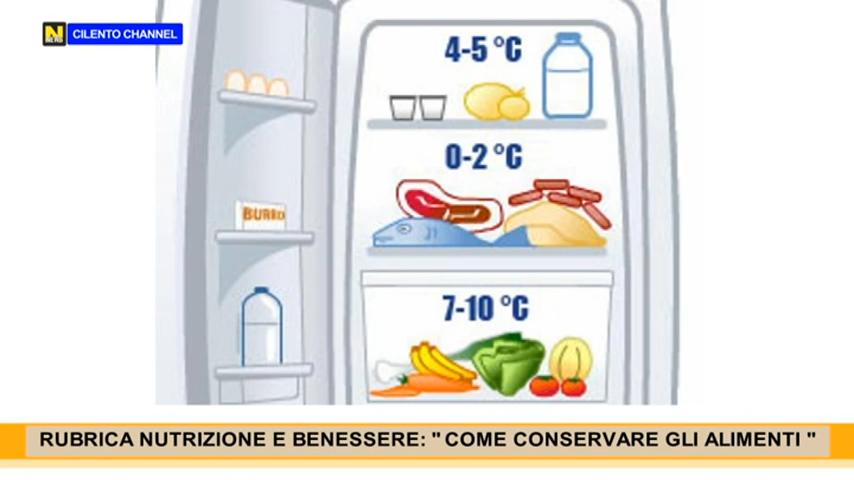 CILENTO CHANNEL
4-5 °C
0-2 °C
BURRO
7-10 °C
RUBRICA NUTRIZIONE E BENESSERE: " COME CONSERVARE GLI ALIMENTI "